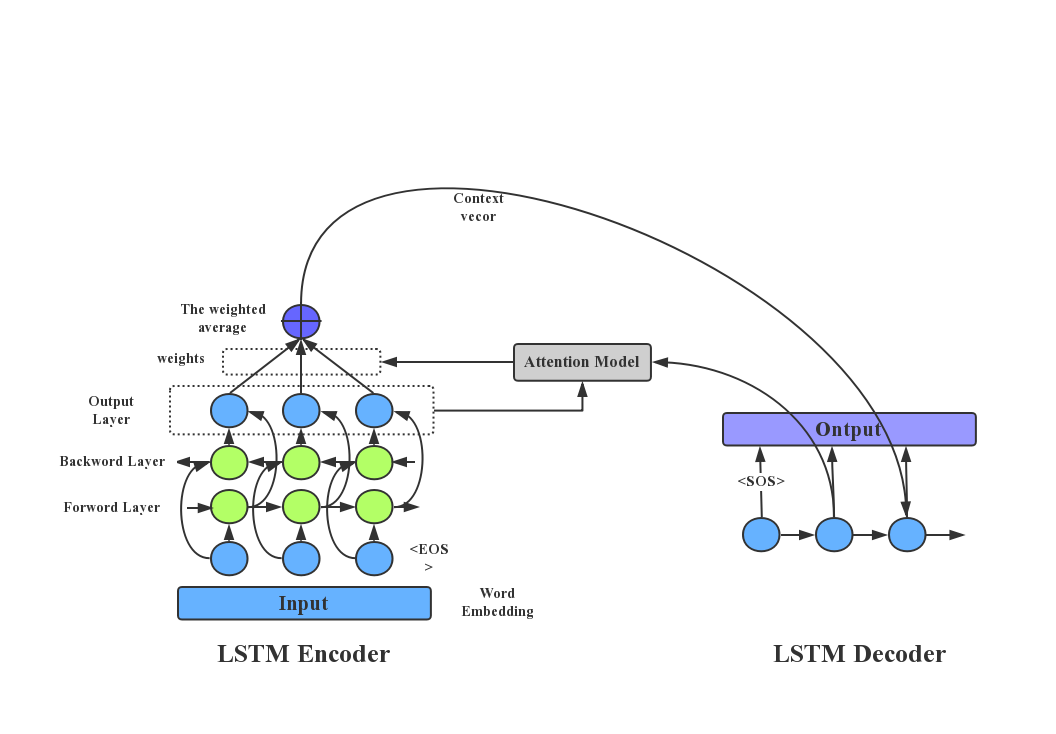 Context
vecor
The weighted
average
weights
Attention Model
Output
Layer
Ontput
Backword Layer
<SOS>
Forword Layer
<EOS
>
Input
Word
Embedding
LSTM Encoder
LSTM Decoder